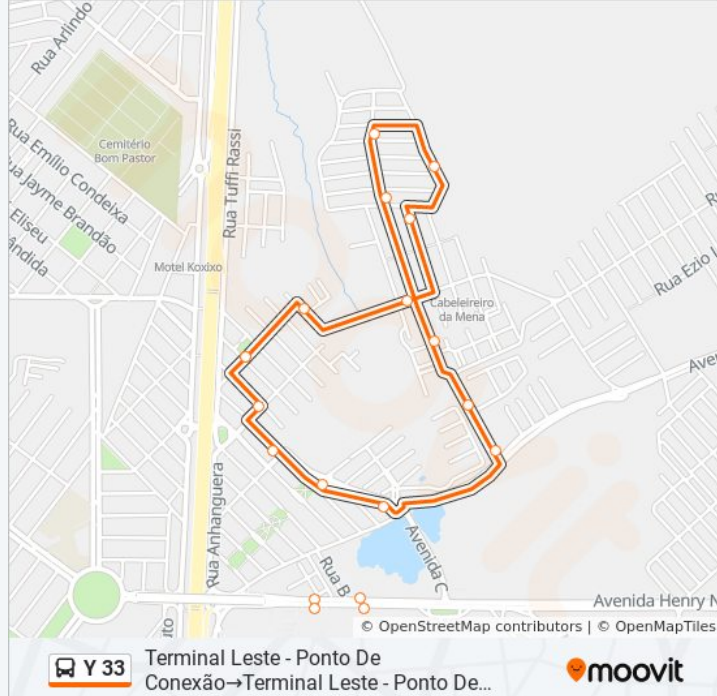 Rua Arlindo
Cemitério
Bom Pastor
Rua Emílio Condeixa
Rua Jayme Brandão
Eliseu
ândida
Rua Tuffi Rassi
Motel Koxixo
Cabeleireiro
da Mena
Rua Ezio
Rua Anhanguera
Rua B
Avenida C
Avenida Henry N
© OpenStreetMap contributors | © OpenMapTiles
Y 33
Terminal Leste - Ponto De
Conexão→Terminal Leste - Ponto De...
moovit